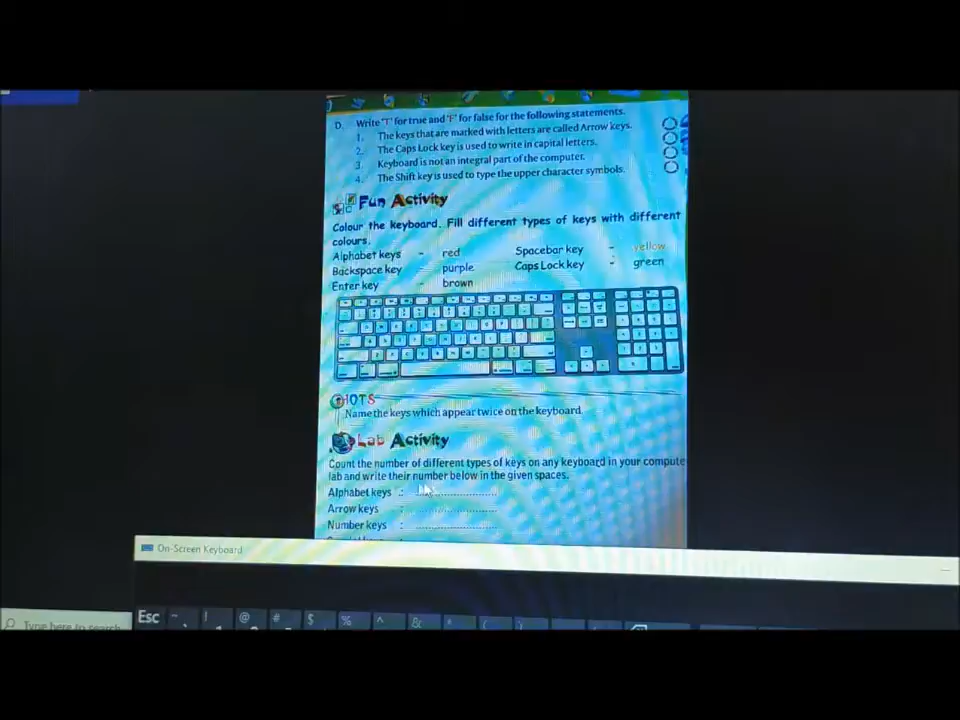 D. Write "T" for true and "F" for false for the following statements.
1. The keys that are marked with letters are called Arrow keys.
2. The Caps Lock key is used to write in capital letters.
3. Keyboard is not an integral part of the computer.
4. The Shift key is used to type the upper character symbols.
Fun Activity
Colour the keyboard. Fill different types of keys with different
colours.
Alphabet keys - red Spacebar key - yellow
Backspace key - purple Caps Lock key - green
Enter key - brown
HOTS
Name the keys which appear twice on the keyboard.
Lab Activity
Count the number of different types of keys on any keyboard in your compute
lab and write their number below in the given spaces.
Alphabet keys :
Arrow keys :
Number keys :
On-Screen Keyboard
Esc ~ ! @ # $ % ^ & * ( )
Type here to search